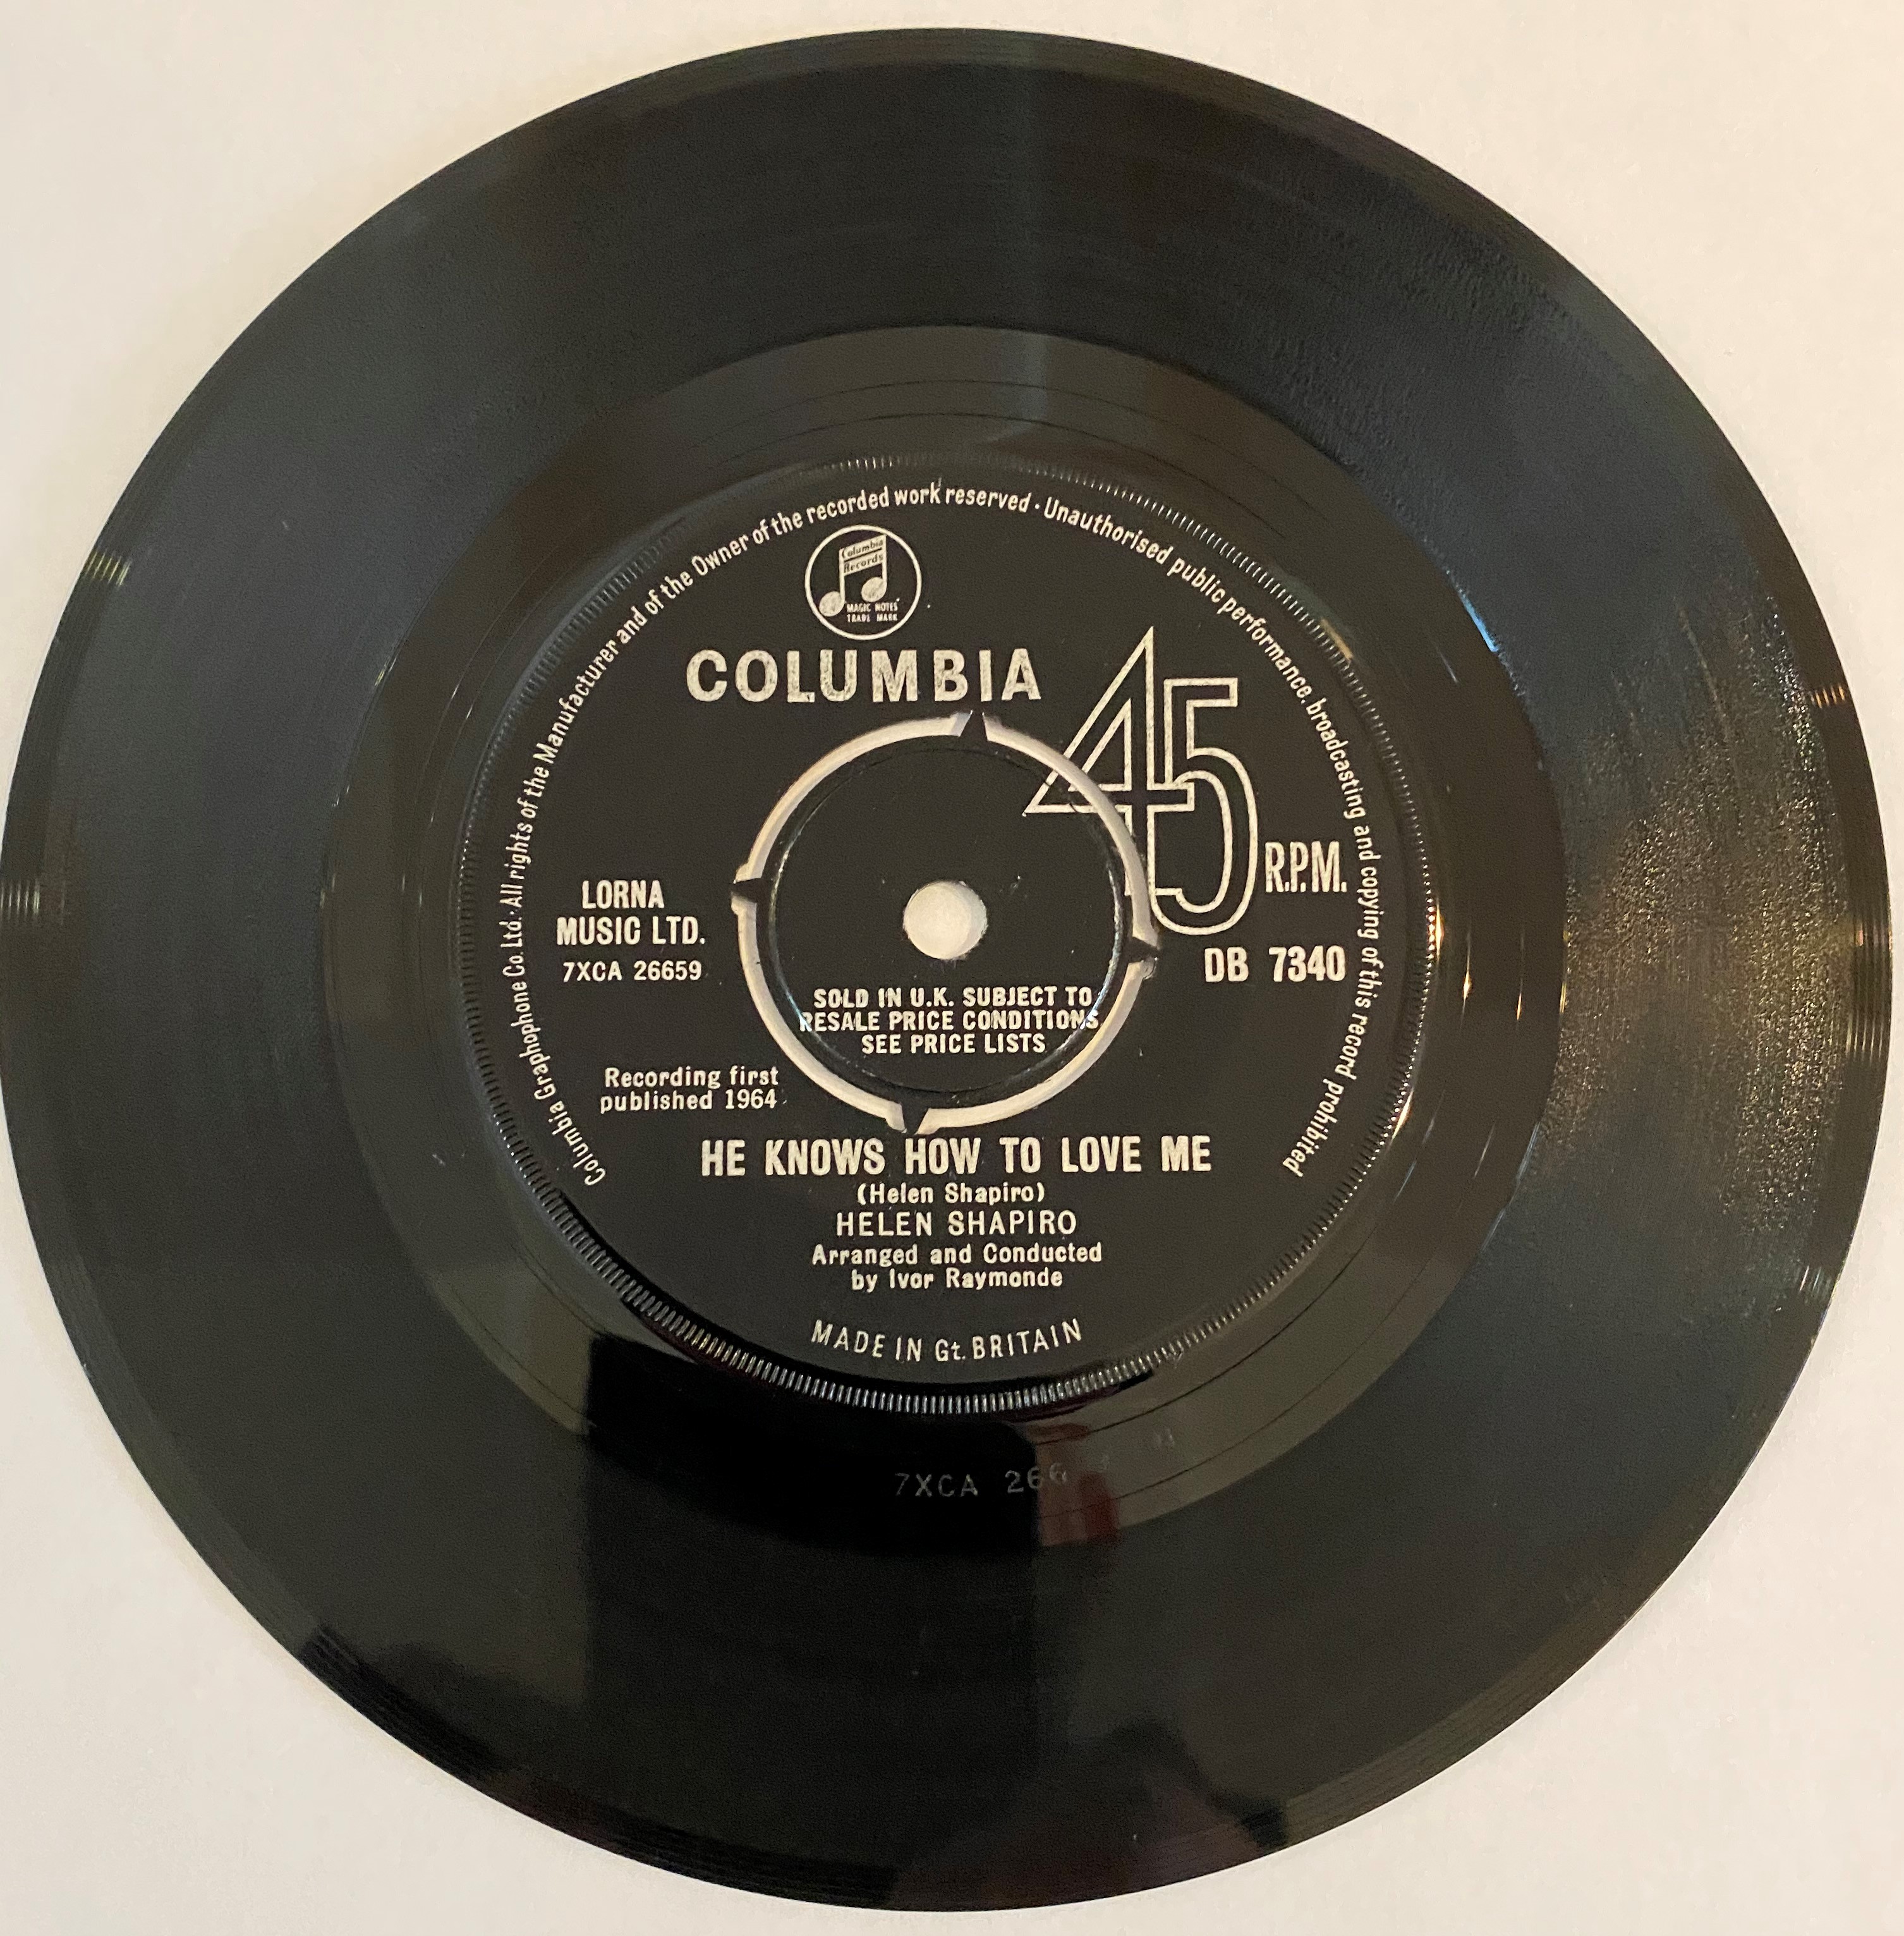 Columbia Graphophone Co. Ltd. · All rights of the Manufacturer and of the Owner of the recorded work reserved · Unauthorised public performance, broadcasting and copying of this record prohibited
Columbia
Records
MAGIC NOTES
TRADE MARK
COLUMBIA
45
R.P.M.
LORNA
MUSIC LTD.
7XCA 26659
DB 7340
SOLD IN U.K. SUBJECT TO
RESALE PRICE CONDITIONS
SEE PRICE LISTS
Recording first
published 1964
HE KNOWS HOW TO LOVE ME
(Helen Shapiro)
HELEN SHAPIRO
Arranged and Conducted
by Ivor Raymonde
MADE IN Gt. BRITAIN
7XCA 266